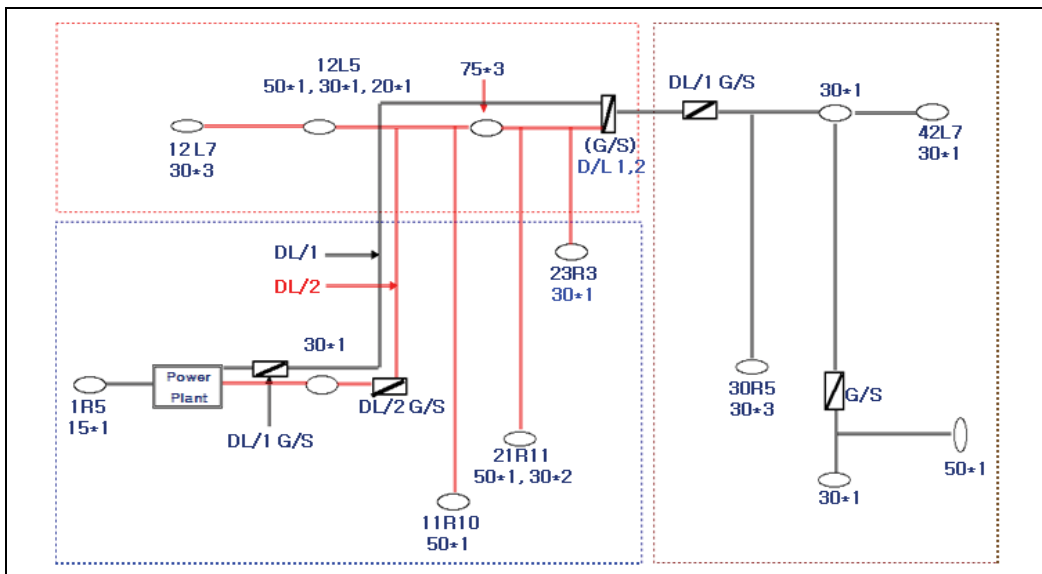 12L5
50*1, 30*1, 20*1
75*3
DL/1 G/S
30*1
12 L7
30*3
(G/S)
D/L 1,2
42L7
30*1
DL/1
DL/2
23R3
30*1
30*1
Power
Plant
1R5
15*1
DL/1 G/S
DL/2 G/S
21R11
50*1, 30*2
11R10
50*1
30R5
30*3
G/S
50*1
30*1